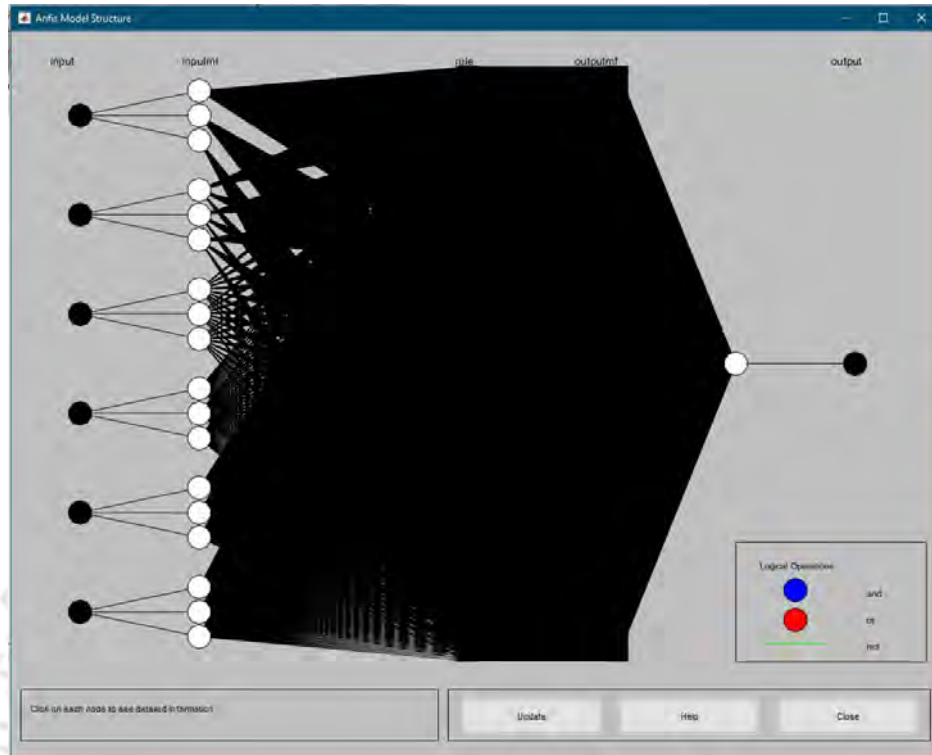 Anfis Model Structure
input inputmf rule outputmf output
Logical Operations
and
or
not
Click on each node to see detailed information
Update Help Close